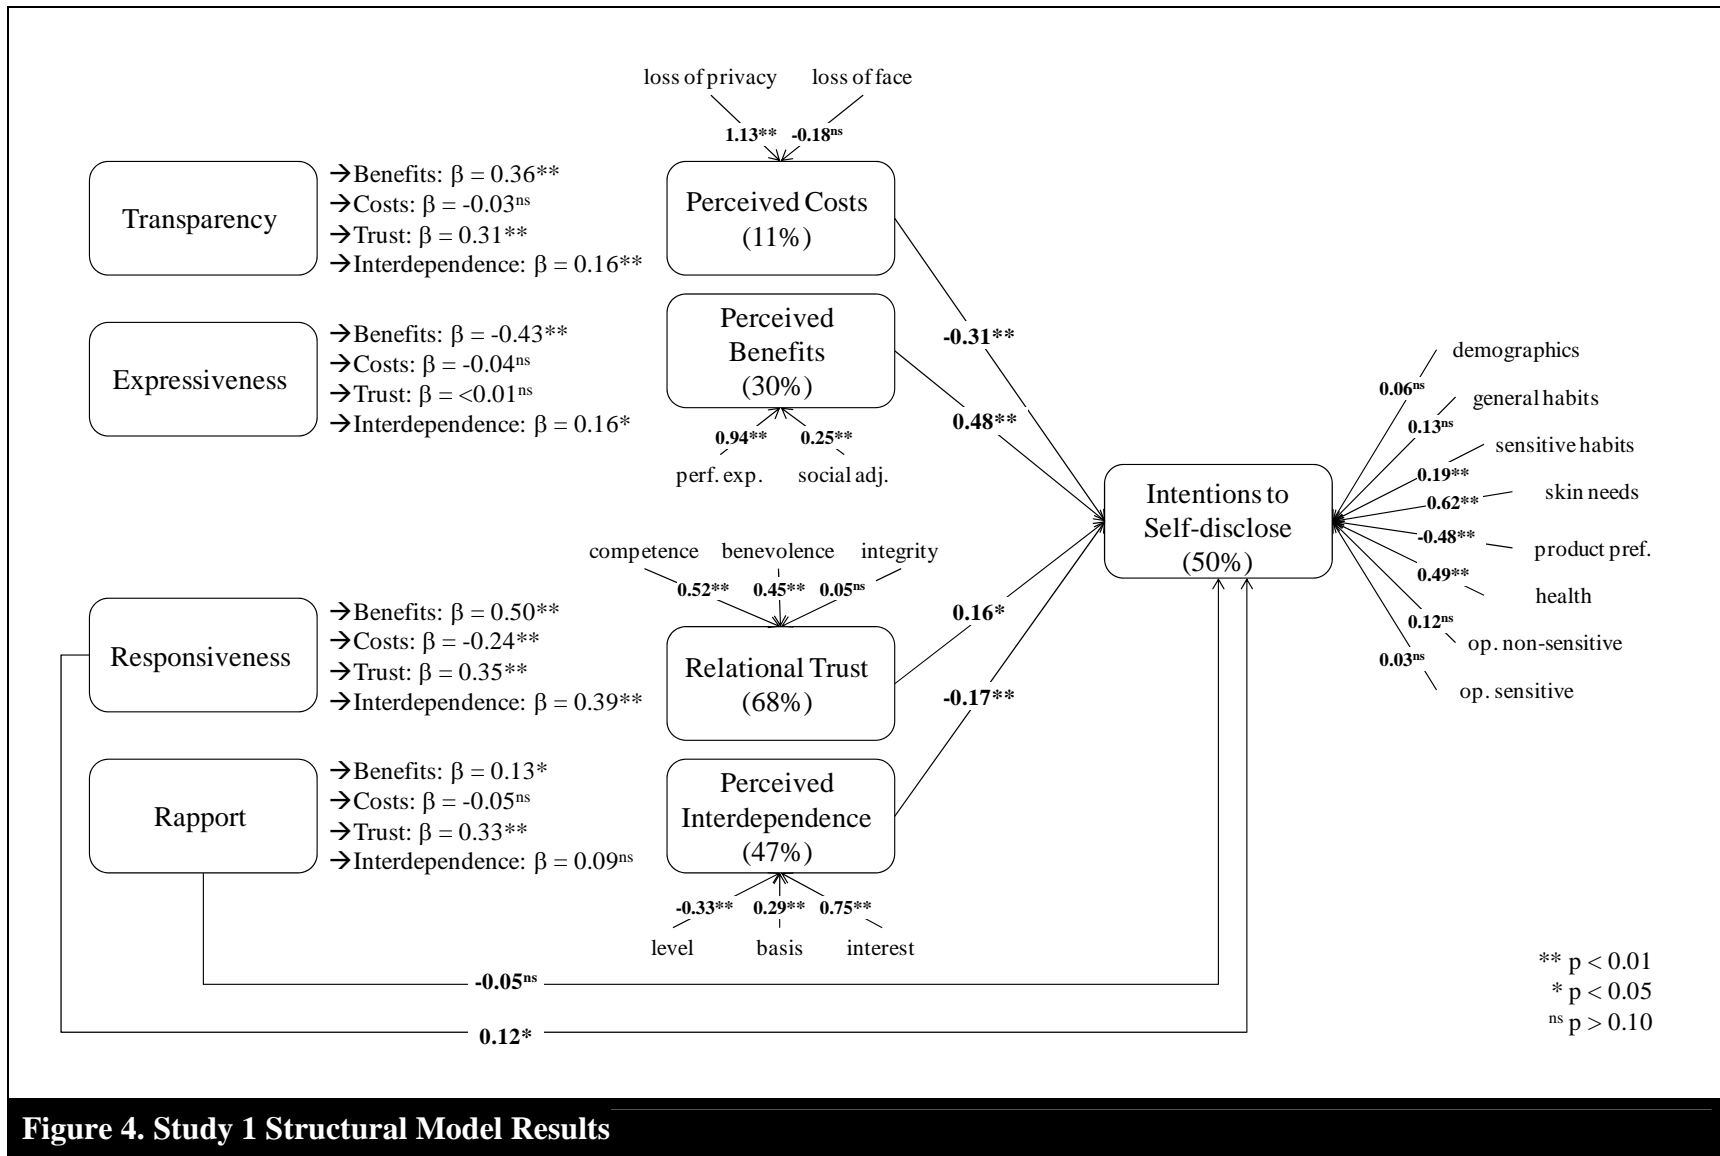 loss of privacy
loss of face
1.13**
-0.18ns
Transparency
→Benefits: β = 0.36**
→Costs: β = -0.03ns
→Trust: β = 0.31**
→Interdependence: β = 0.16**
Perceived Costs
(11%)
Expressiveness
→Benefits: β = -0.43**
→Costs: β = -0.04ns
→Trust: β = <0.01ns
→Interdependence: β = 0.16*
Perceived
Benefits
(30%)
0.94**
0.25**
perf. exp.
social adj.
-0.31**
0.48**
competence
benevolence
integrity
0.52**
0.45**
0.05ns
Responsiveness
→Benefits: β = 0.50**
→Costs: β = -0.24**
→Trust: β = 0.35**
→Interdependence: β = 0.39**
Relational Trust
(68%)
Rapport
→Benefits: β = 0.13*
→Costs: β = -0.05ns
→Trust: β = 0.33**
→Interdependence: β = 0.09ns
Perceived
Interdependence
(47%)
-0.33**
0.29**
0.75**
level
basis
interest
0.16*
-0.17**
Intentions to
Self-disclose
(50%)
demographics
0.06ns
general habits
0.13ns
sensitive habits
0.19**
skin needs
0.62**
product pref.
-0.48**
health
0.49**
op. non-sensitive
0.12ns
op. sensitive
0.03ns
-0.05ns
0.12*
** p < 0.01
* p < 0.05
ns p > 0.10
Figure 4. Study 1 Structural Model Results